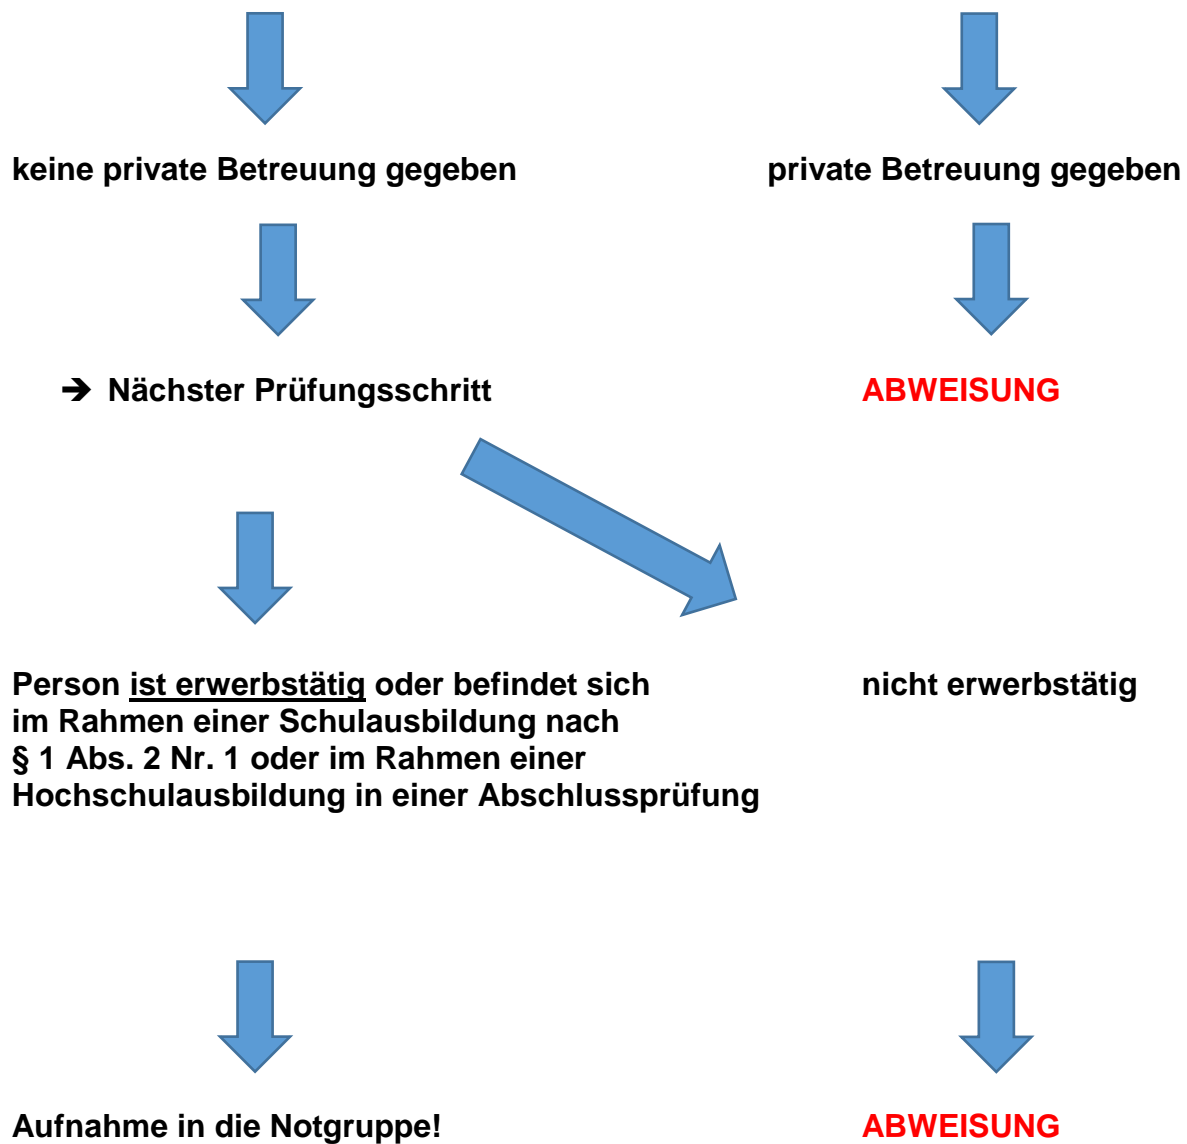 keine private Betreuung gegeben
private Betreuung gegeben
➔ Nächster Prüfungsschritt
ABWEISUNG
Person ist erwerbstätig oder befindet sich
im Rahmen einer Schulausbildung nach
§ 1 Abs. 2 Nr. 1 oder im Rahmen einer
Hochschulausbildung in einer Abschlussprüfung
nicht erwerbstätig
Aufnahme in die Notgruppe!
ABWEISUNG